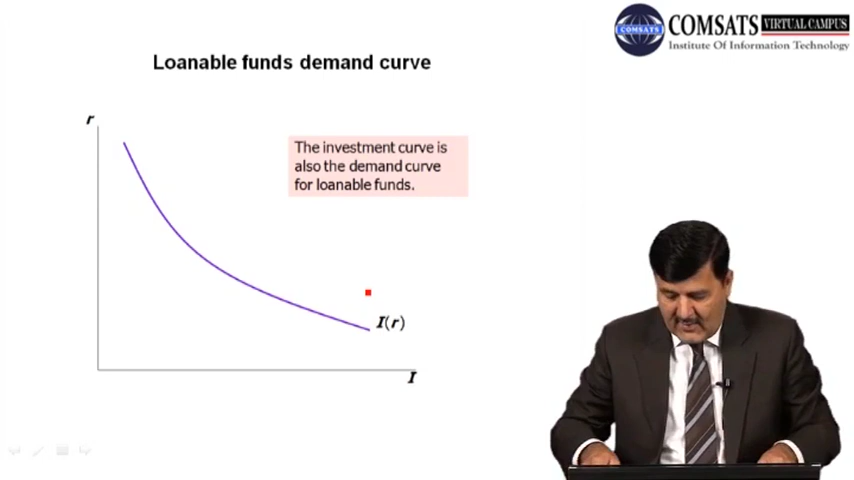 COMSATS
COMSATS VIRTUAL CAMPUS
Institute Of Information Technology
Loanable funds demand curve
r
The investment curve is
also the demand curve
for loanable funds.
I(r)
I